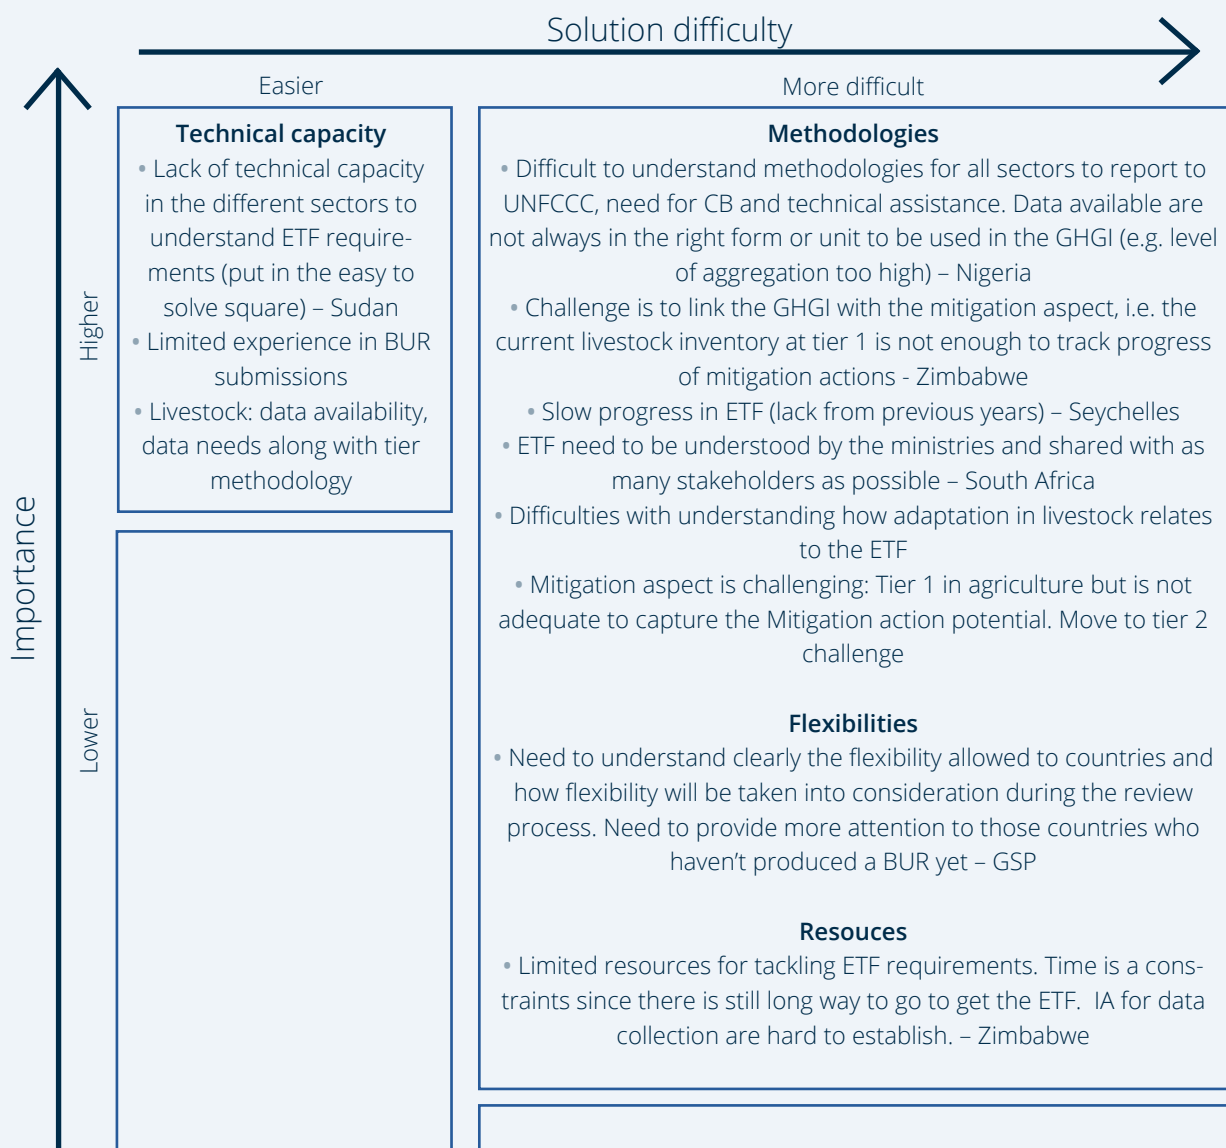 Solution difficulty
Easier
More difficult
Importance
Higher
Lower
Technical capacity
• Lack of technical capacity
in the different sectors to
understand ETF require-
ments (put in the easy to
solve square) – Sudan
• Limited experience in BUR
submissions
• Livestock: data availability,
data needs along with tier
methodology
Methodologies
• Difficult to understand methodologies for all sectors to report to
UNFCCC, need for CB and technical assistance. Data available are
not always in the right form or unit to be used in the GHGI (e.g. level
of aggregation too high) – Nigeria
• Challenge is to link the GHGI with the mitigation aspect, i.e. the
current livestock inventory at tier 1 is not enough to track progress
of mitigation actions - Zimbabwe
• Slow progress in ETF (lack from previous years) – Seychelles
• ETF need to be understood by the ministries and shared with as
many stakeholders as possible – South Africa
• Difficulties with understanding how adaptation in livestock relates
to the ETF
• Mitigation aspect is challenging: Tier 1 in agriculture but is not
adequate to capture the Mitigation action potential. Move to tier 2
challenge
Flexibilities
• Need to understand clearly the flexibility allowed to countries and
how flexibility will be taken into consideration during the review
process. Need to provide more attention to those countries who
haven’t produced a BUR yet – GSP
Resouces
• Limited resources for tackling ETF requirements. Time is a cons-
traints since there is still long way to go to get the ETF.  IA for data
collection are hard to establish. – Zimbabwe